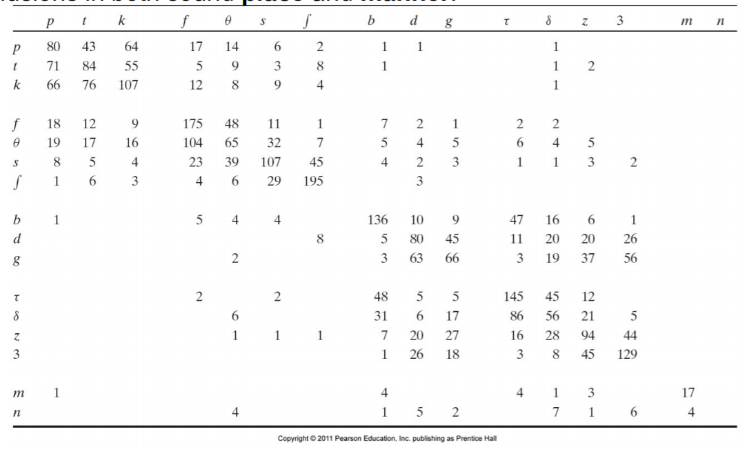 p t k f θ s ʃ b d g τ δ z 3 m n
p 80 43 64 17 14 6 2 1 1 1
t 71 84 55 5 9 3 8 1 1 2
k 66 76 107 12 8 9 4 1
f 18 12 9 175 48 11 1 7 2 1 2 2
θ 19 17 16 104 65 32 7 5 4 5 6 4 5
s 8 5 4 23 39 107 45 4 2 3 1 1 3 2
ʃ 1 6 3 4 6 29 195 3
b 1 5 4 4 136 10 9 47 16 6 1
d 8 5 80 45 11 20 20 26
g 2 3 63 66 3 19 37 56
τ 2 2 48 5 5 145 45 12
δ 6 31 6 17 86 56 21 5
z 1 1 1 7 20 27 16 28 94 44
3 1 26 18 3 8 45 129
m 1 4 4 1 3 17
n 4 1 5 2 7 1 6 4
Copyright © 2011 Pearson Education, Inc. publishing as Prentice Hall